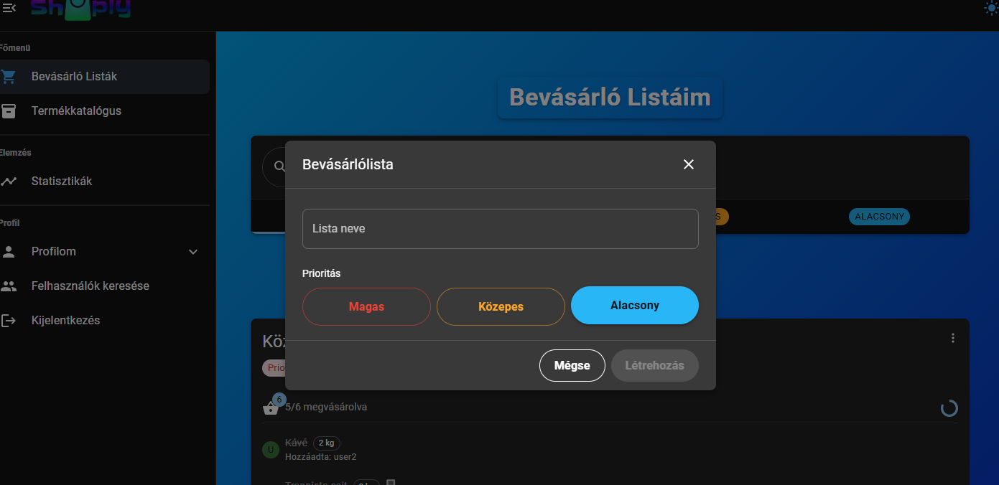 Shoply
Főmenü
Bevásárló Listák
Termékkatalógus
Elemzés
Statisztikák
Profil
Profilom
Felhasználók keresése
Kijelentkezés
Bevásárló Listáim
S
ALACSONY
Bevásárlólista
Lista neve
Prioritás
Magas
Közepes
Alacsony
Mégse
Létrehozás
Köz
Prio
6
5/6 megvásárolva
U
Kávé
2 kg
Hozzáadta: user2